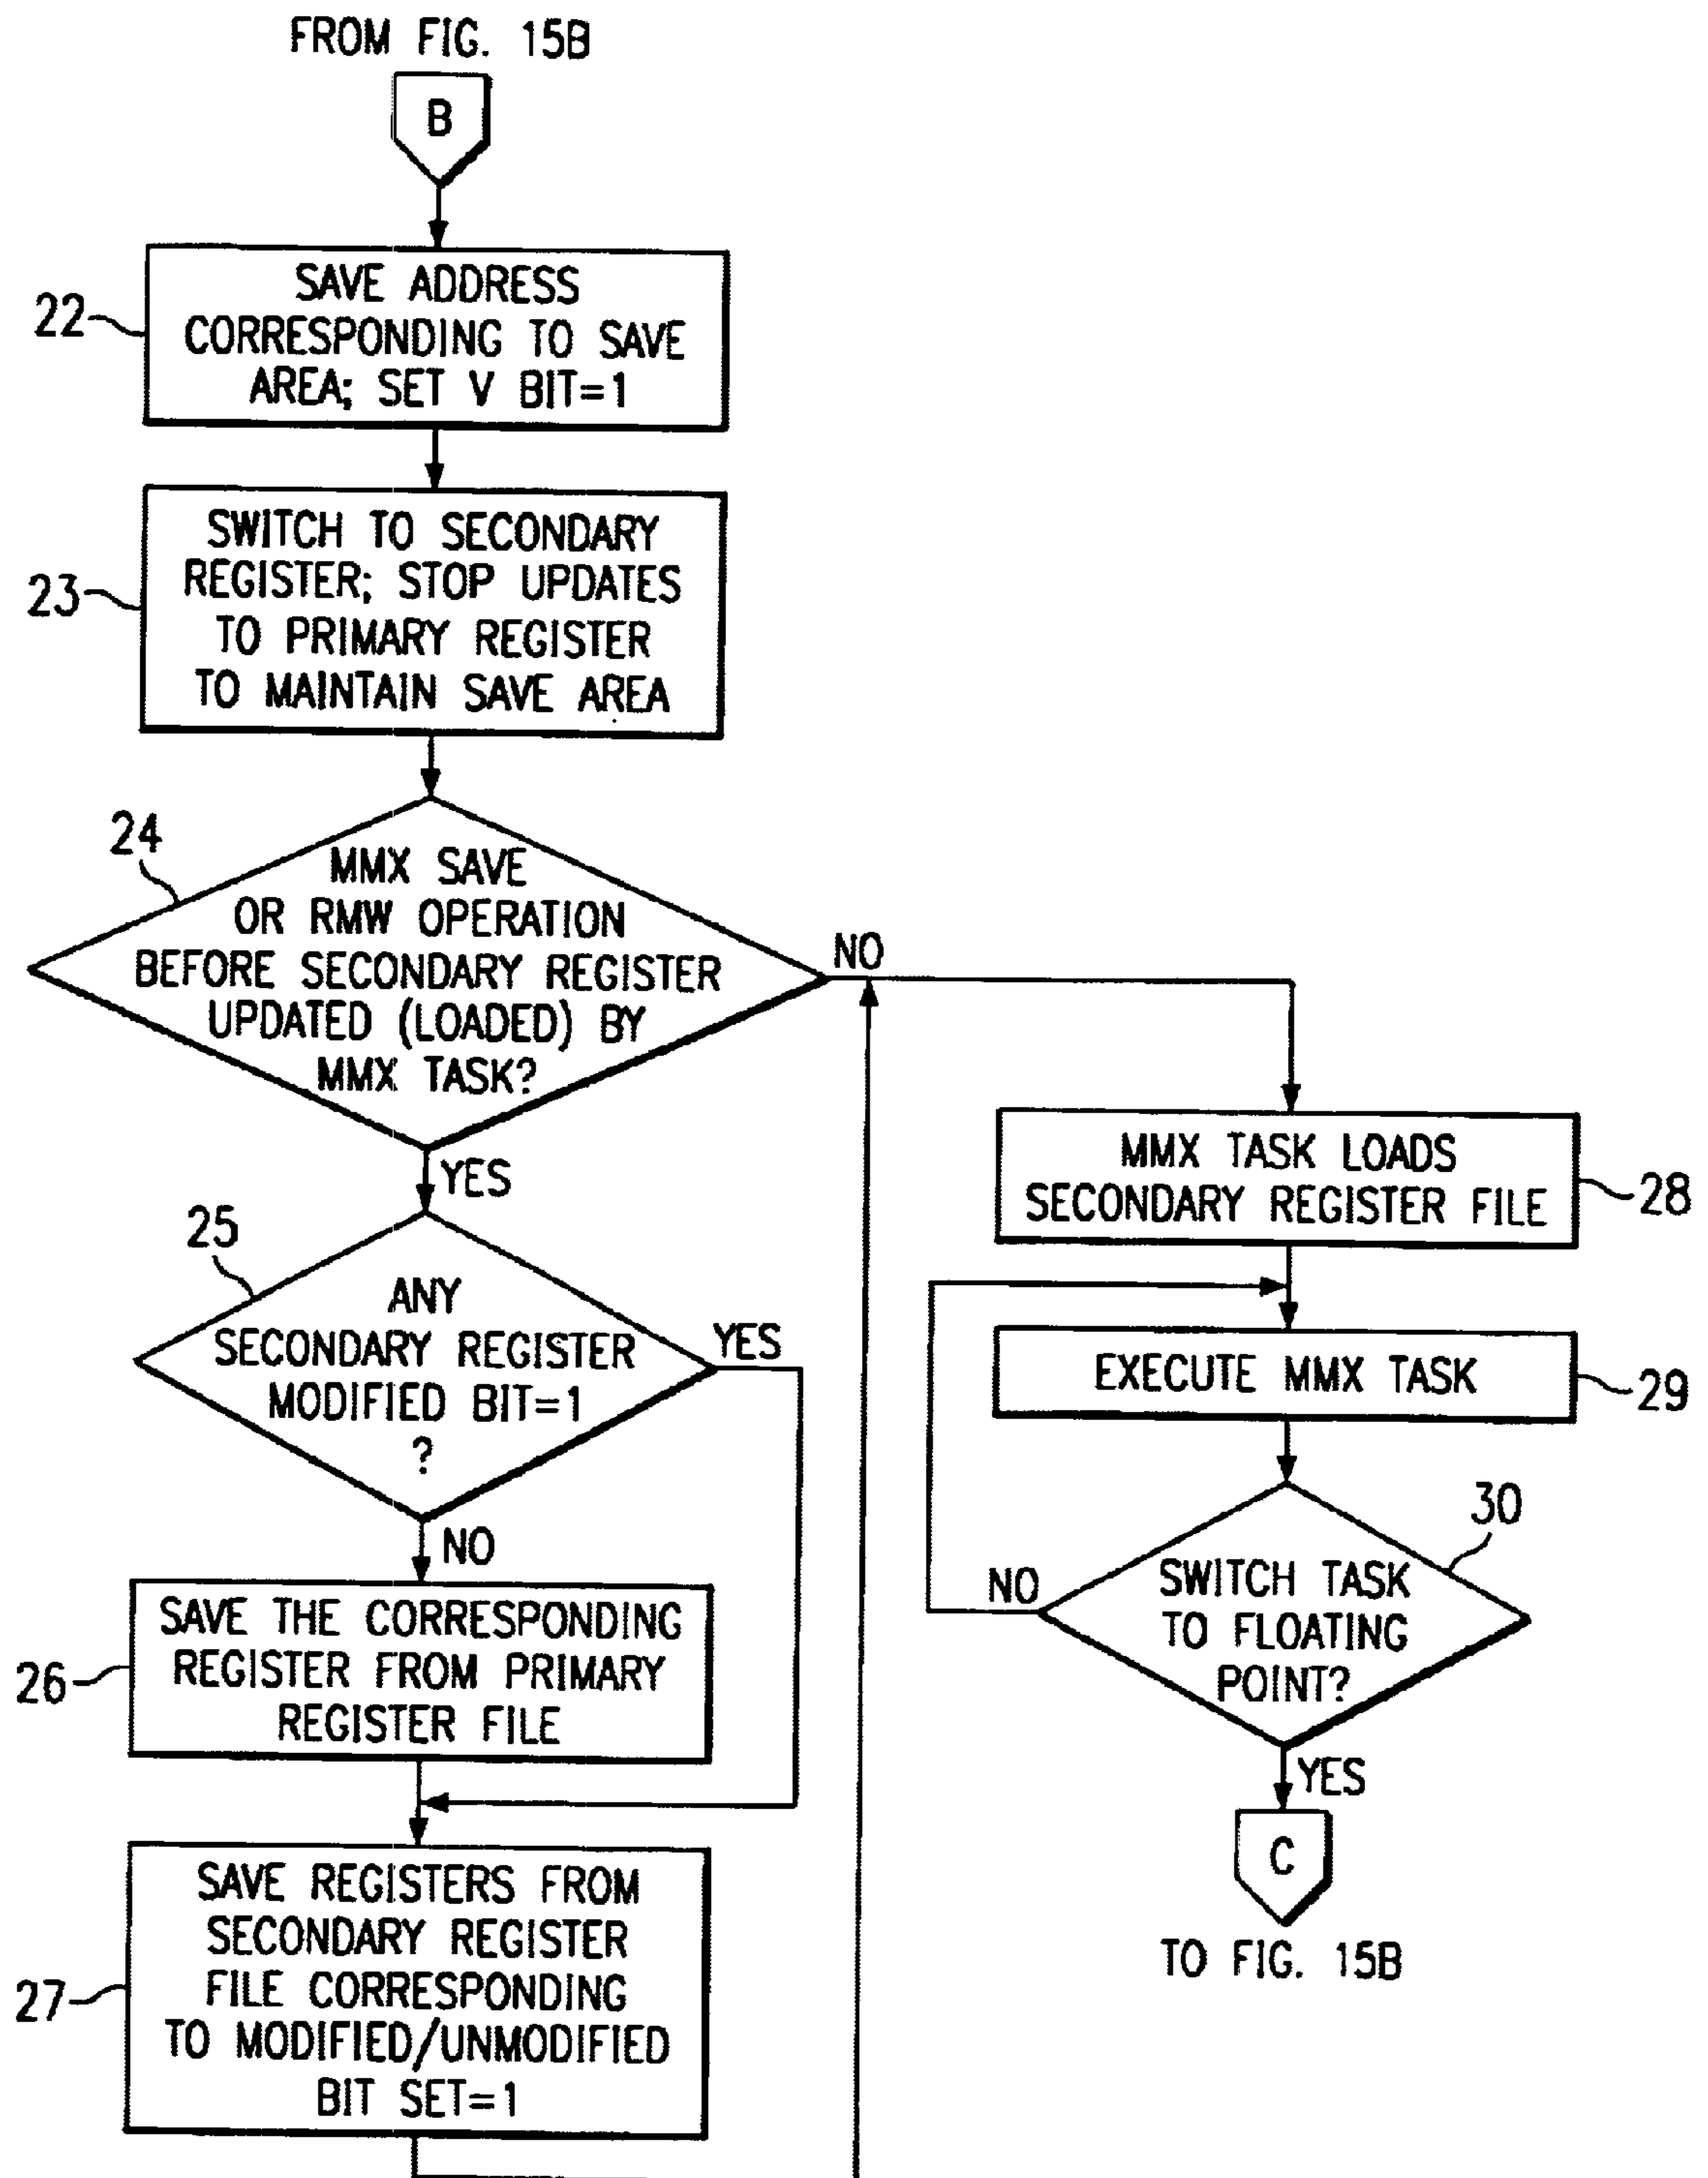 FROM FIG. 15B
B
22
SAVE ADDRESS
CORRESPONDING TO SAVE
AREA; SET V BIT=1
23
SWITCH TO SECONDARY
REGISTER; STOP UPDATES
TO PRIMARY REGISTER
TO MAINTAIN SAVE AREA
24
MMX SAVE
OR RMW OPERATION
BEFORE SECONDARY REGISTER
UPDATED (LOADED) BY
MMX TASK?
NO
YES
25
ANY
SECONDARY REGISTER
MODIFIED BIT=1
?
YES
NO
26
SAVE THE CORRESPONDING
REGISTER FROM PRIMARY
REGISTER FILE
27
SAVE REGISTERS FROM
SECONDARY REGISTER
FILE CORRESPONDING
TO MODIFIED/UNMODIFIED
BIT SET=1
MMX TASK LOADS
SECONDARY REGISTER FILE
28
EXECUTE MMX TASK
29
30
SWITCH TASK
TO FLOATING
POINT?
NO
YES
C
TO FIG. 15B